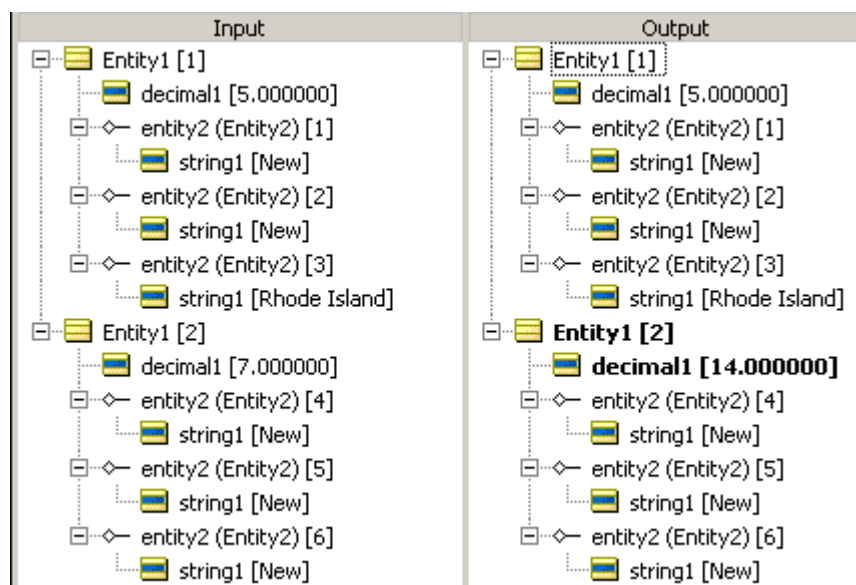 Input
Entity1 [1]
decimal1 [5.000000]
entity2 (Entity2) [1]
string1 [New]
entity2 (Entity2) [2]
string1 [New]
entity2 (Entity2) [3]
string1 [Rhode Island]
Entity1 [2]
decimal1 [7.000000]
entity2 (Entity2) [4]
string1 [New]
entity2 (Entity2) [5]
string1 [New]
entity2 (Entity2) [6]
string1 [New]
Output
Entity1 [1]
decimal1 [5.000000]
entity2 (Entity2) [1]
string1 [New]
entity2 (Entity2) [2]
string1 [New]
entity2 (Entity2) [3]
string1 [Rhode Island]
Entity1 [2]
decimal1 [14.000000]
entity2 (Entity2) [4]
string1 [New]
entity2 (Entity2) [5]
string1 [New]
entity2 (Entity2) [6]
string1 [New]